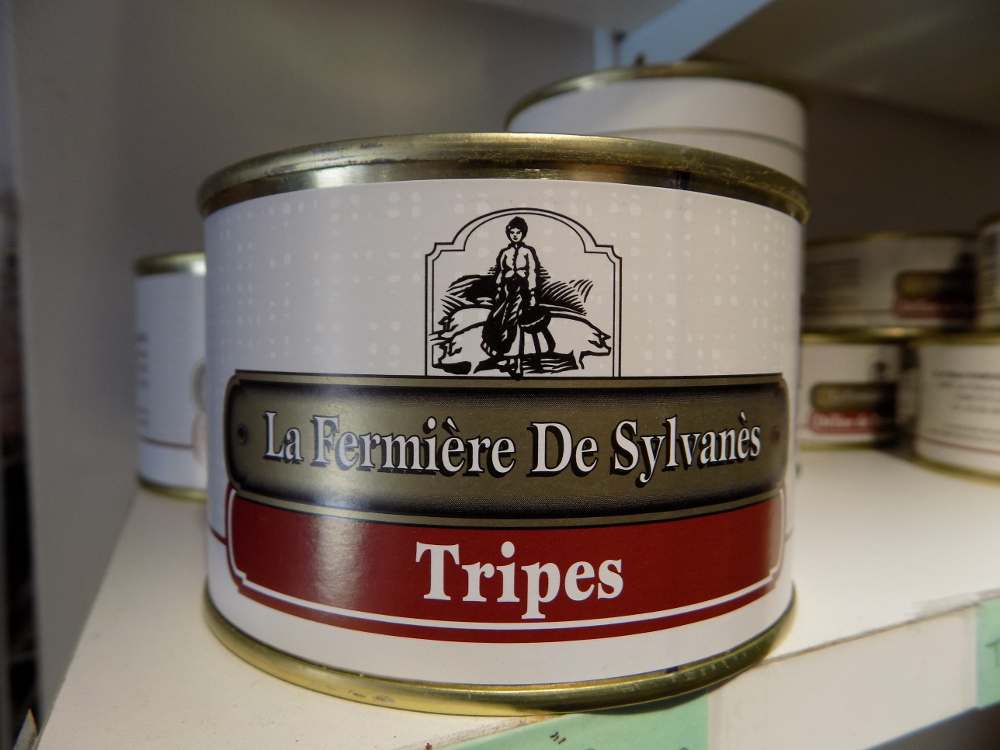 La Fermière De Sylvanès
Tripes